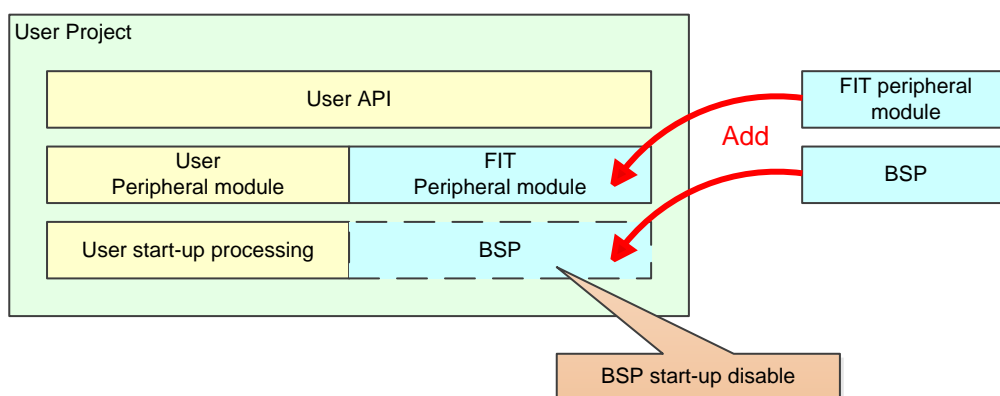 User Project
User API
FIT peripheral
module
Add
User
Peripheral module
FIT
Peripheral module
BSP
User start-up processing
BSP
BSP start-up disable